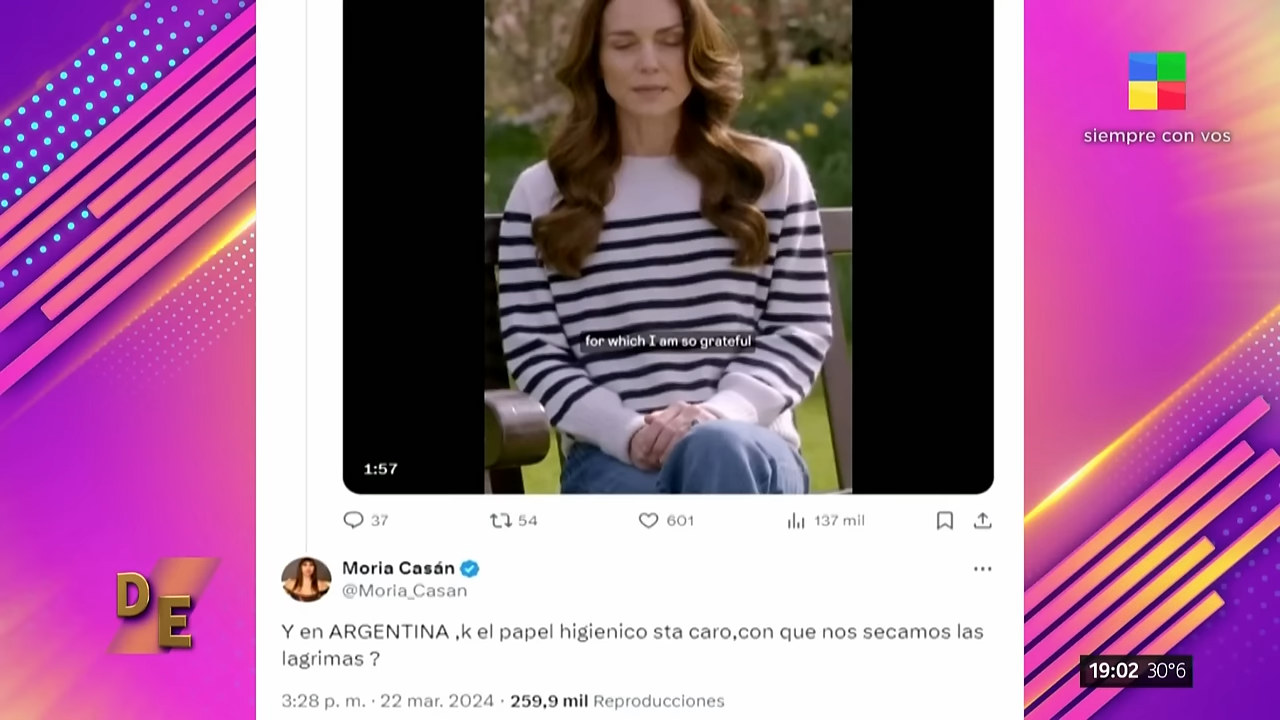 siempre con vos
for which I am so grateful
1:57
37
54
601
137 mil
Moria Casán
@Moria_Casan
Y en ARGENTINA ,k el papel higienico sta caro,con que nos secamos las
lagrimas ?
3:28 p. m. · 22 mar. 2024 · 259,9 mil Reproducciones
DE
19:02 30°6